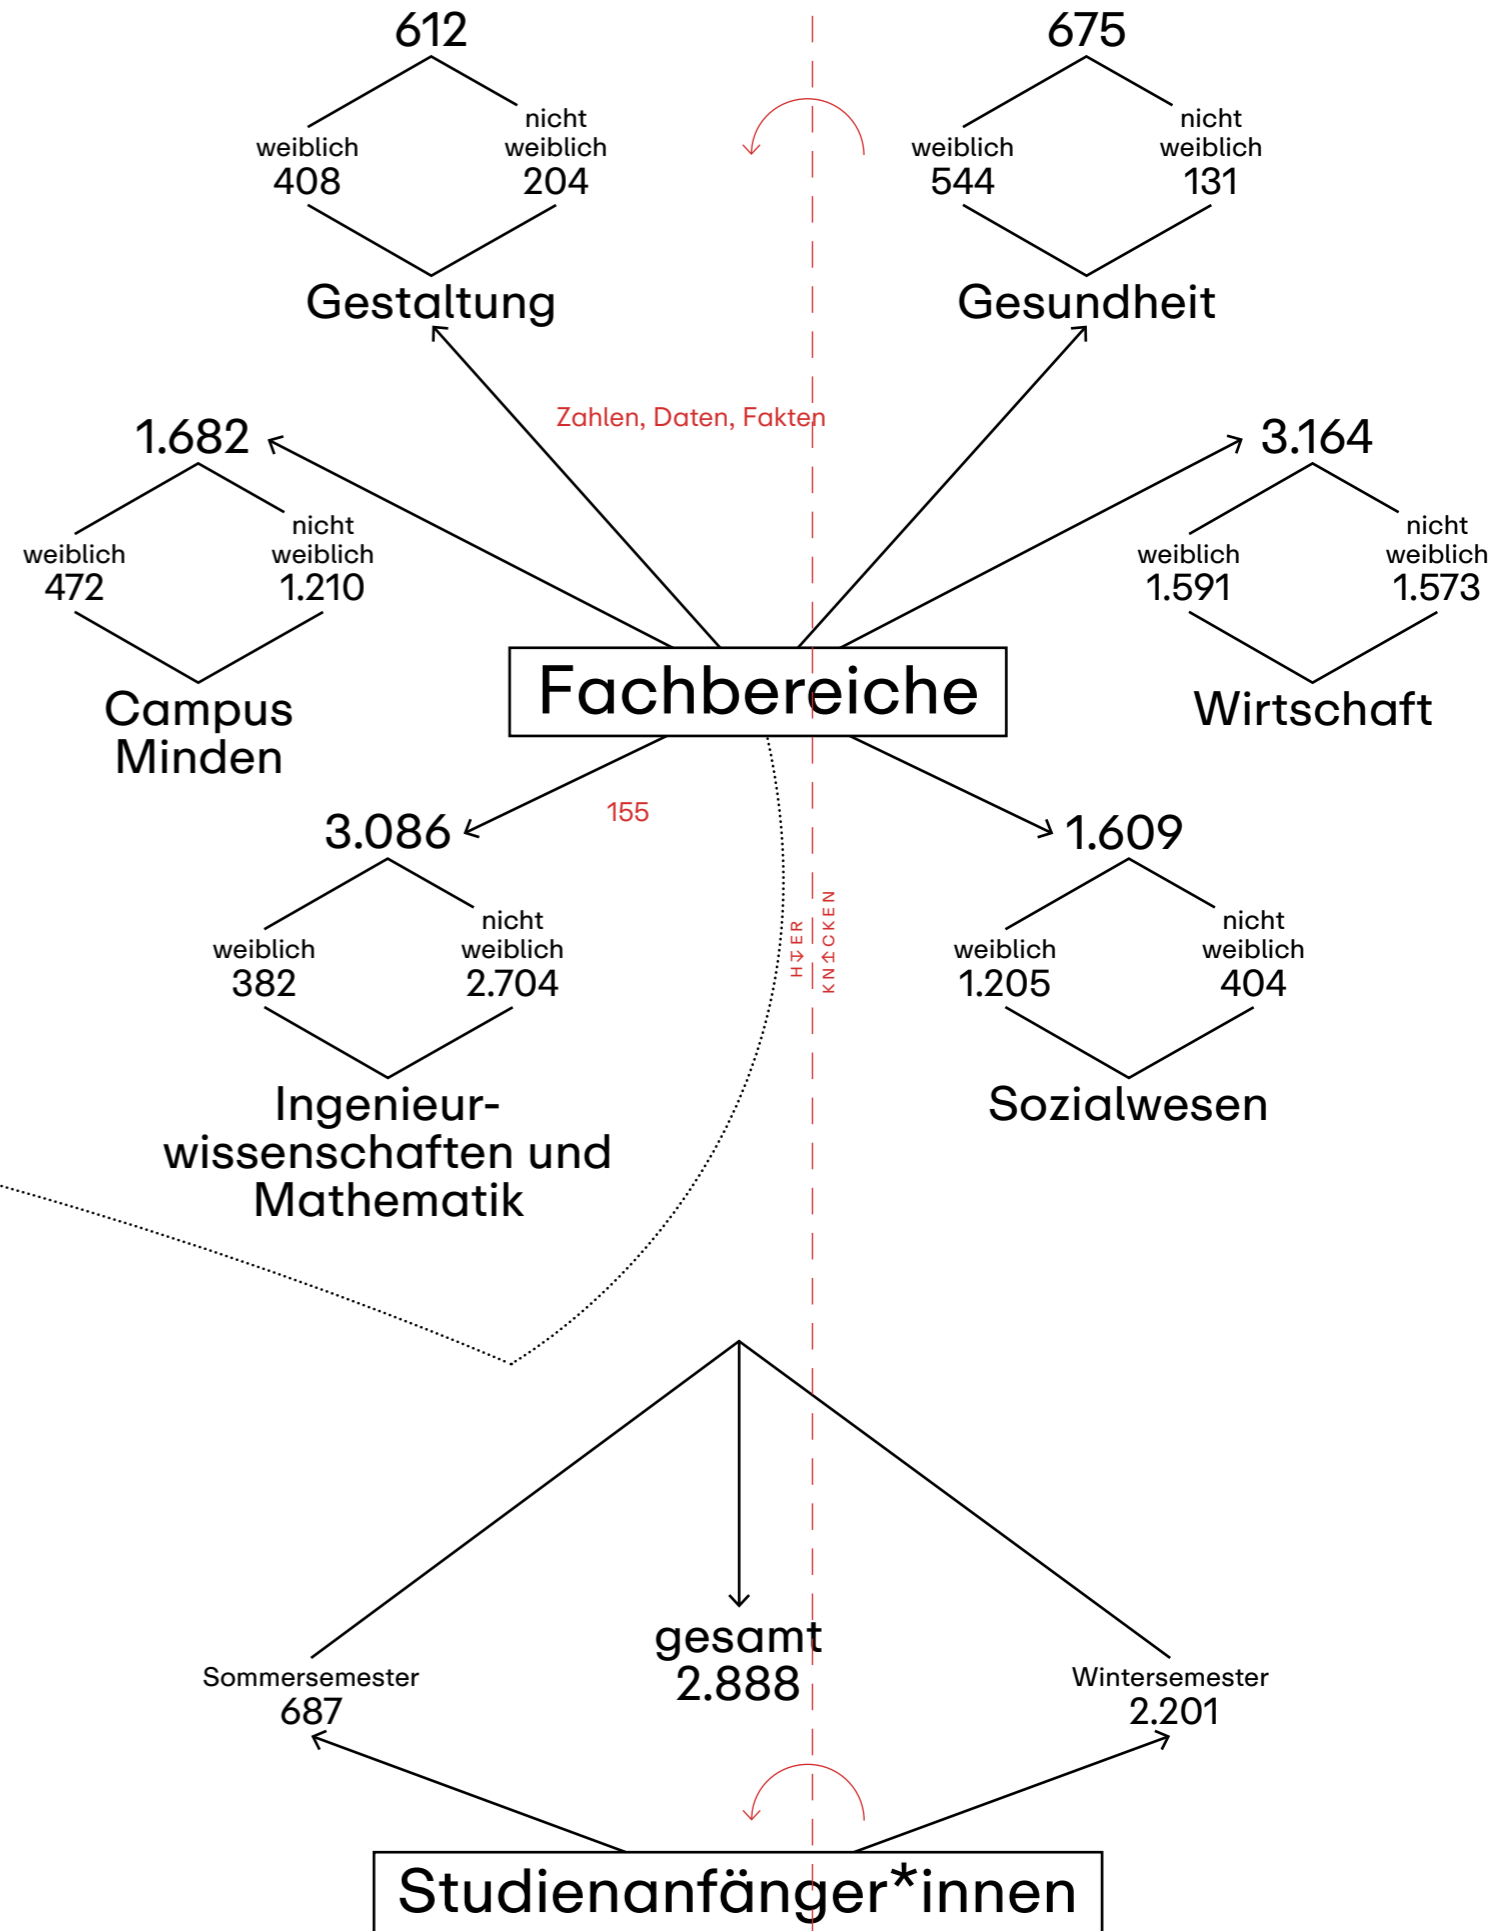 612
weiblich
408
nicht
weiblich
204
Gestaltung
675
weiblich
544
nicht
weiblich
131
Gesundheit
Zahlen, Daten, Fakten
1.682
weiblich
472
nicht
weiblich
1.210
Campus
Minden
3.164
weiblich
1.591
nicht
weiblich
1.573
Wirtschaft
Fachbereiche
155
3.086
weiblich
382
nicht
weiblich
2.704
Ingenieur-
wissenschaften und
Mathematik
HIER
KNICKEN
1.609
weiblich
1.205
nicht
weiblich
404
Sozialwesen
gesamt
2.888
Sommersemester
687
Wintersemester
2.201
Studienanfänger*innen